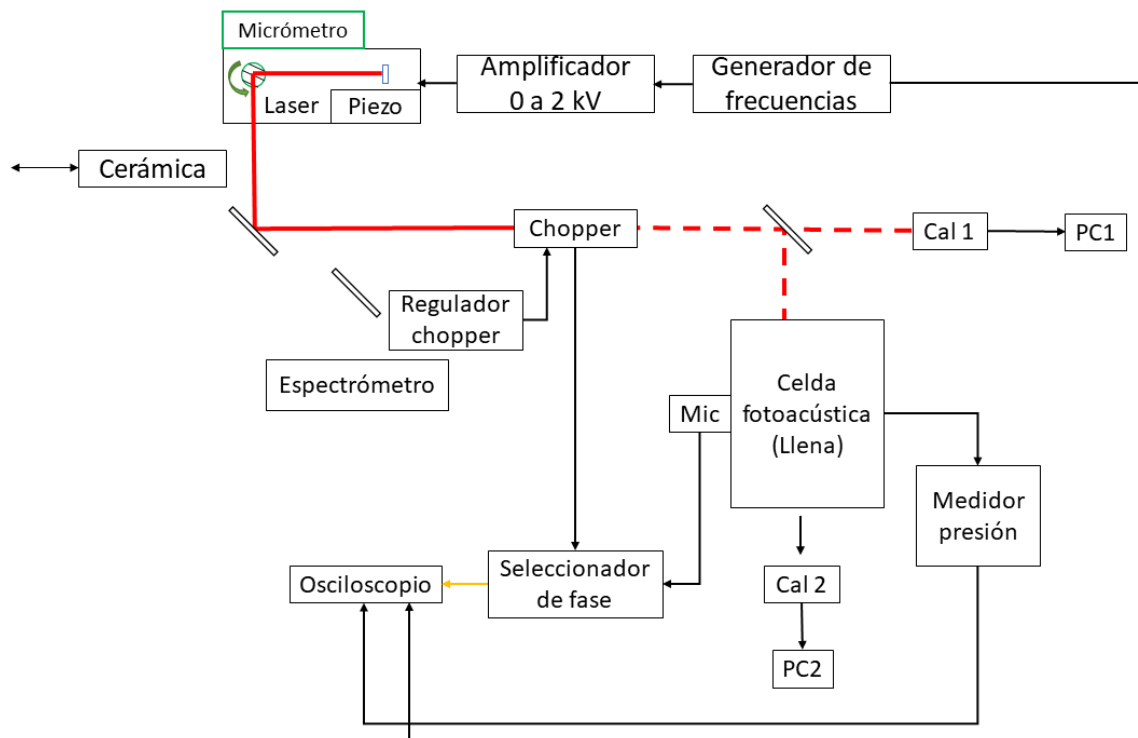 Micrómetro
Laser
Piezo
Amplificador
0 a 2 kV
Generador de
frecuencias
Cerámica
Chopper
Cal 1
PC1
Regulador
chopper
Espectrómetro
Mic
Celda
fotoacústica
(Llena)
Medidor
presión
Osciloscopio
Seleccionador
de fase
Cal 2
PC2